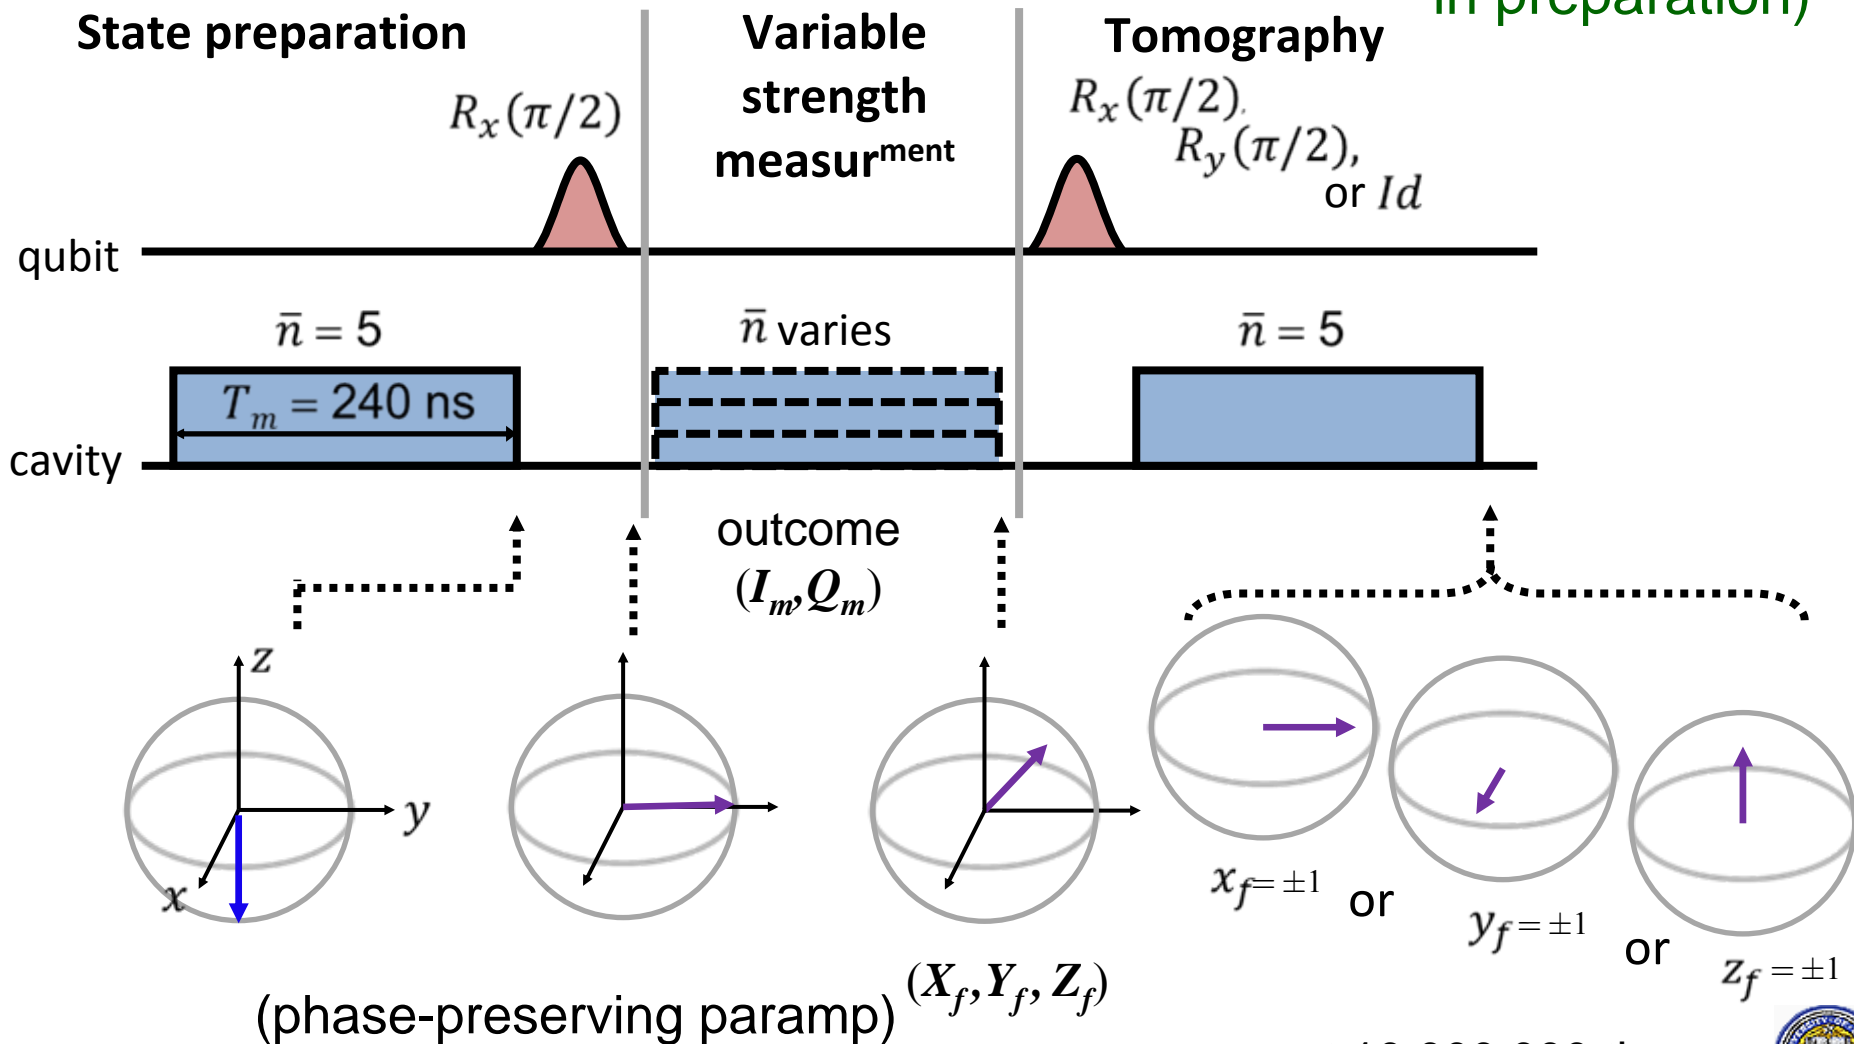 in preparation)
State preparation
Variable
strength
measurment
Tomography
Rx(π/2)
Rx(π/2),
Ry(π/2),
or Id
qubit
n̄ = 5
n̄ varies
n̄ = 5
Tm = 240 ns
cavity
outcome
(Im,Qm)
z
y
x
xf = ±1
or
yf = ±1
or
zf = ±1
(Xf, Yf, Zf)
(phase-preserving paramp)